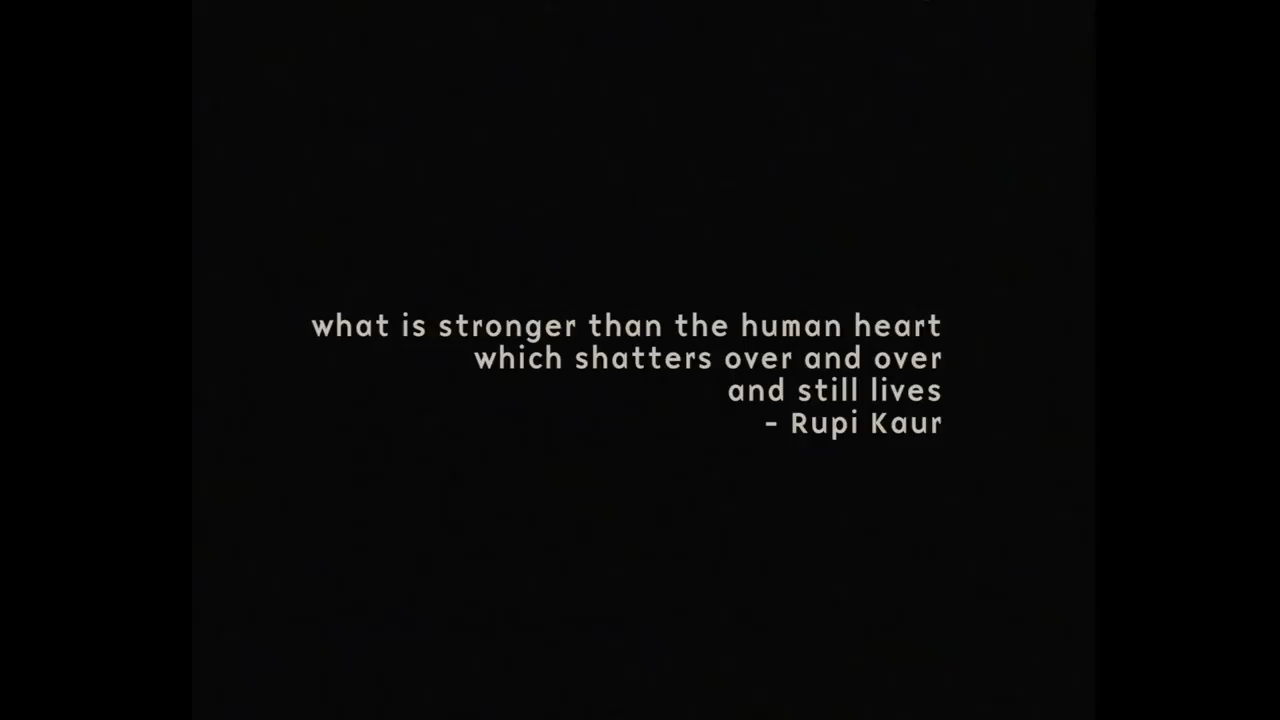 what is stronger than the human heart
which shatters over and over
and still lives
- Rupi Kaur